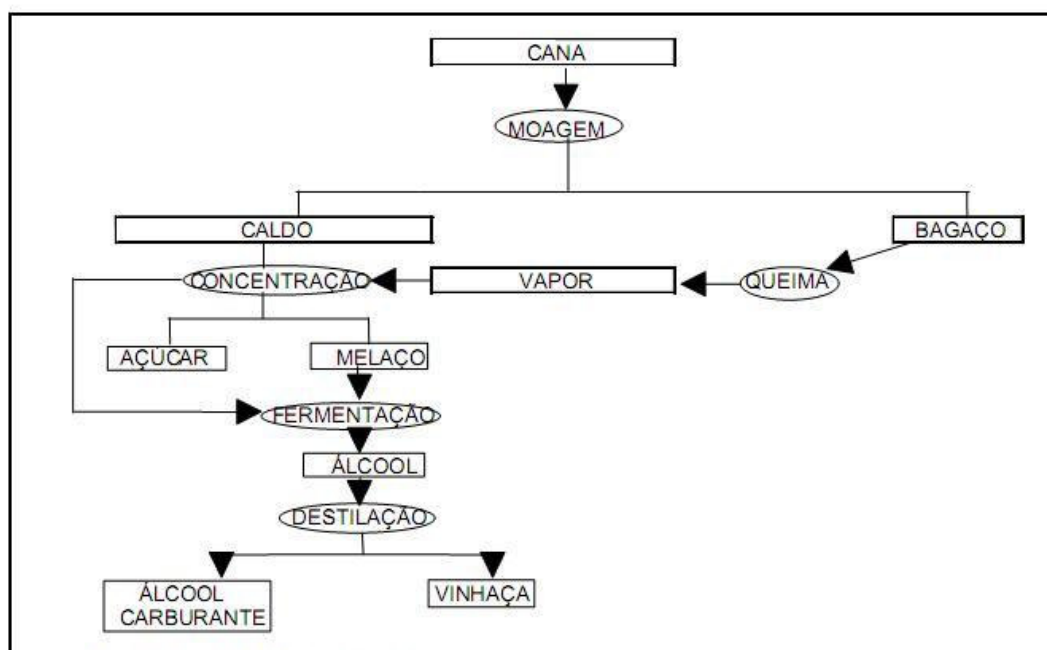 CANA
MOAGEM
CALDO
BAGAÇO
CONCENTRAÇÃO
VAPOR
QUEIMA
AÇÚCAR
MELAÇO
FERMENTAÇÃO
ÁLCOOL
DESTILAÇÃO
ÁLCOOL
CARBURANTE
VINHAÇA